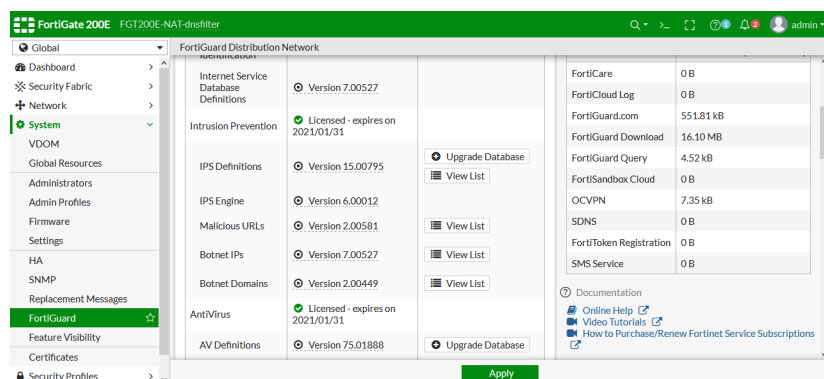 FortiGate 200E FGT200E-NAT-dnsfilter
1
2
admin
Global
FortiGuard Distribution Network
Dashboard
Security Fabric
Network
System
VDOM
Global Resources
Administrators
Admin Profiles
Firmware
Settings
HA
SNMP
Replacement Messages
FortiGuard
Feature Visibility
Certificates
Security Profiles
Identification
Internet Service
Database
Definitions
Version 7.00527
Intrusion Prevention
Licensed - expires on
2021/01/31
IPS Definitions
Version 15.00795
Upgrade Database
View List
IPS Engine
Version 6.00012
Malicious URLs
Version 2.00581
View List
Botnet IPs
Version 7.00527
View List
Botnet Domains
Version 2.00449
View List
AntiVirus
Licensed - expires on
2021/01/31
AV Definitions
Version 75.01888
Upgrade Database
FortiCare 0 B
FortiCloud Log 0 B
FortiGuard.com 551.81 kB
FortiGuard Download 16.10 MB
FortiGuard Query 4.52 kB
FortiSandbox Cloud 0 B
OCVPN 7.35 kB
SDNS 0 B
FortiToken Registration 0 B
SMS Service 0 B
Documentation
Online Help
Video Tutorials
How to Purchase/Renew Fortinet Service Subscriptions
Apply